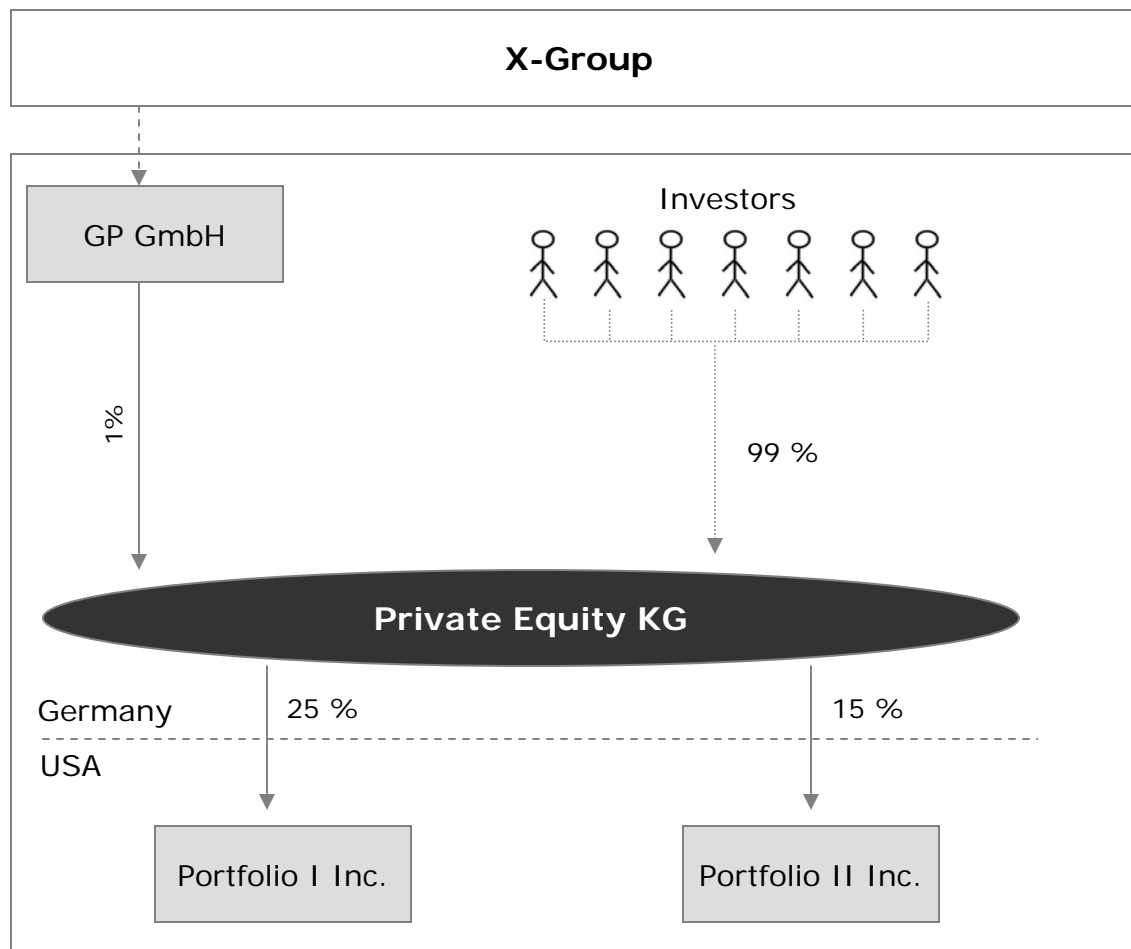 X-Group
GP GmbH
Investors
1%
99 %
Private Equity KG
Germany
25 %
15 %
USA
Portfolio I Inc.
Portfolio II Inc.